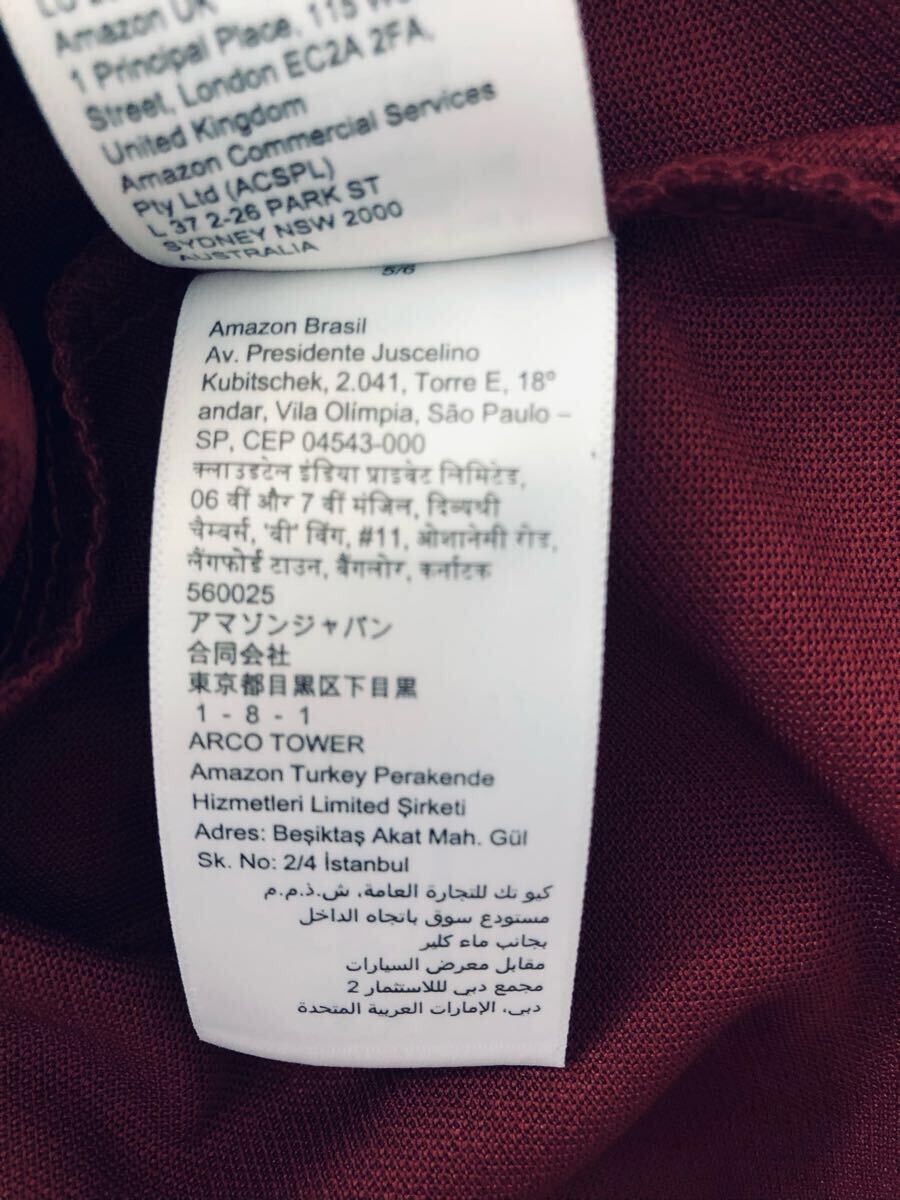 Amazon UK
1 Principal Place, 115
Street, London EC2A 2FA,
United Kingdom
Amazon Commercial Services
Pty Ltd (ACSPL)
L 37 2-26 PARK ST
SYDNEY NSW 2000
AUSTRALIA
5/6
Amazon Brasil
Av. Presidente Juscelino
Kubitschek, 2.041, Torre E, 18º
andar, Vila Olímpia, São Paulo –
SP, CEP 04543-000
क्लाउडटेल इंडिया प्राइवेट लिमिटेड,
06 वीं और 7 वीं मंजिल, दिव्यश्री
चैम्बर्स, 'बी' विंग, #11, ओशानेमी रोड,
लैंगफोर्ड टाउन, बैंगलोर, कर्नाटक
560025
アマゾンジャパン
合同会社
東京都目黒区下目黒
1 - 8 - 1
ARCO TOWER
Amazon Turkey Perakende
Hizmetleri Limited Şirketi
Adres: Beşiktaş Akat Mah. Gül
Sk. No: 2/4 İstanbul
كيو تك للتجارة العامة، ش.ذ.م.م
مستودع سوق باتجاه الداخل
بجانب ماء كلير
مقابل معرض السيارات
مجمع دبي لللاستثمار 2
دبي، الإمارات العربية المتحدة